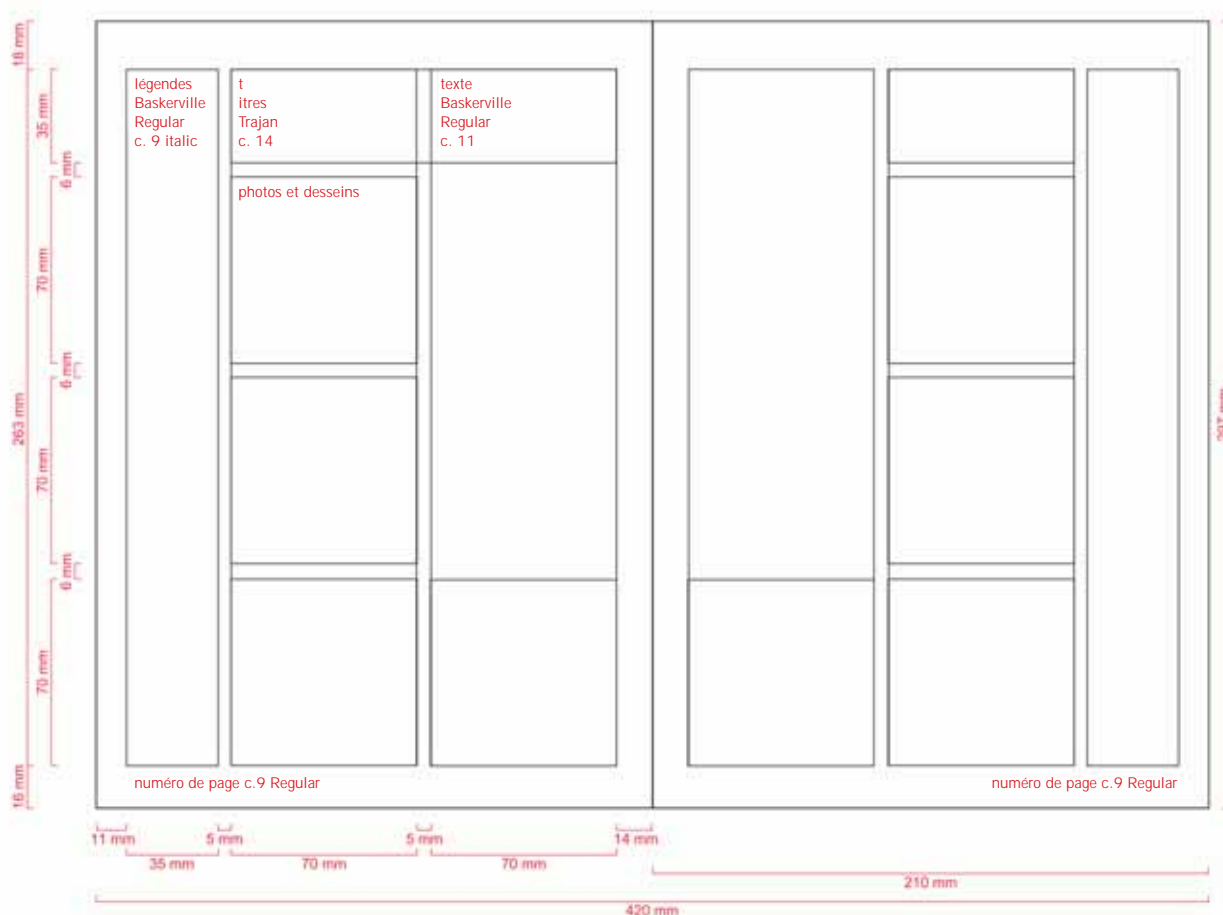 18 mm
légendes
Baskerville
Regular
c. 9 italic
t
itres
Trajan
c. 14
texte
Baskerville
Regular
c. 11
35 mm
6 mm
photos et desseins
70 mm
6 mm
263 mm
297 mm
70 mm
6 mm
70 mm
16 mm
numéro de page c.9 Regular
numéro de page c.9 Regular
11 mm
5 mm
5 mm
14 mm
35 mm
70 mm
70 mm
210 mm
420 mm